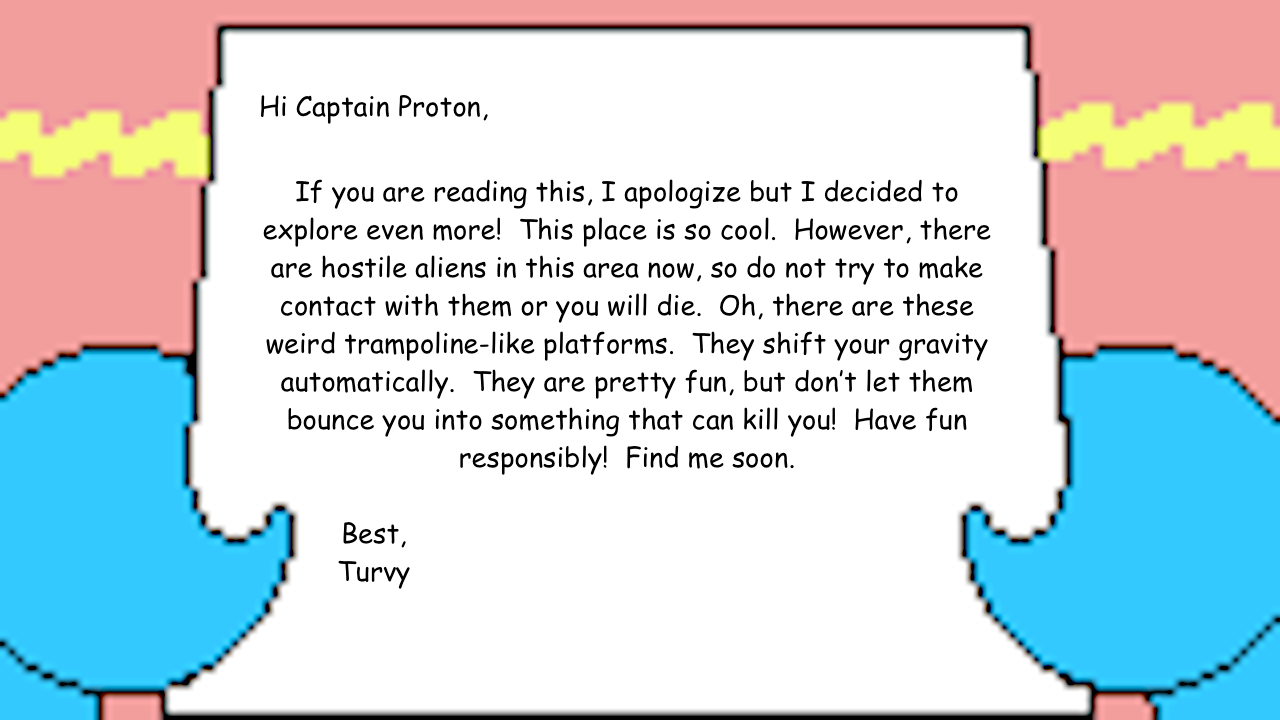 Hi Captain Proton,
If you are reading this, I apologize but I decided to
explore even more!  This place is so cool.  However, there
are hostile aliens in this area now, so do not try to make
contact with them or you will die.  Oh, there are these
weird trampoline-like platforms.  They shift your gravity
automatically.  They are pretty fun, but don’t let them
bounce you into something that can kill you!  Have fun
responsibly!  Find me soon.
Best,
Turvy